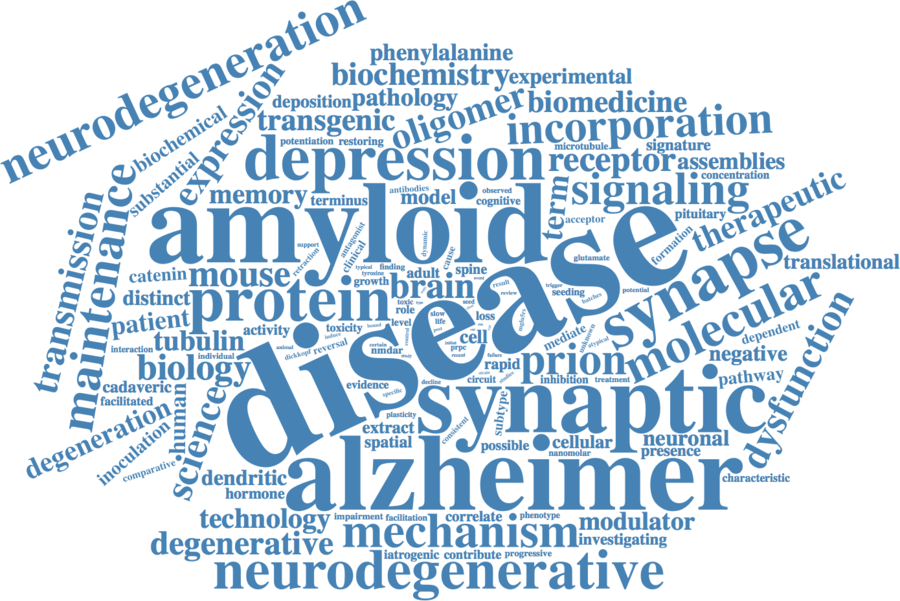 neurodegeneration
phenylalanine
biochemistry
experimental
deposition
pathology
oligomer
biomedicine
biochemical
expression
transgenic
incorporation
potentiation
restoring
microtubule
signature
depression
receptor
assemblies
substantial
concentration
memory
terminus
antibodies
model
observed
cognitive
term
signaling
acceptor
pituitary
therapeutic
transmission
maintenance
amyloid
disease
support
retraction
antagonist
clinical
dynamic
cause
formation
glutamate
synapse
translational
catenin
mouse
typical
finding
tyrosine
growth
adult
spine
brain
result
review
trigger
seeding
batches
potential
distinct
protein
toxic
role
type
seed
slow
life
loss
molecular
patient
activity
toxicity
bound
level
induce
cell
mediate
unknown
atypical
dependent
tubulin
interaction
individual
animal
dickkopf
reversal
certain
nmdar
study
initial
prpc
recent
failure
rapid
prion
negative
dysfunction
biology
cadaveric
facilitated
evidence
specific
decline
circuit
studies
inhibition
treatment
pathway
human
science
plasticity
synaptic
subtype
degeneration
inoculation
comparative
extract
spatial
consistent
possible
cellular
nanomolar
neuronal
presence
dendritic
hormone
alzheimer
characteristic
technology
impairment
facilitation
correlate
phenotype
mechanism
modulator
investigating
degenerative
iatrogenic
contribute
progressive
neurodegenerative